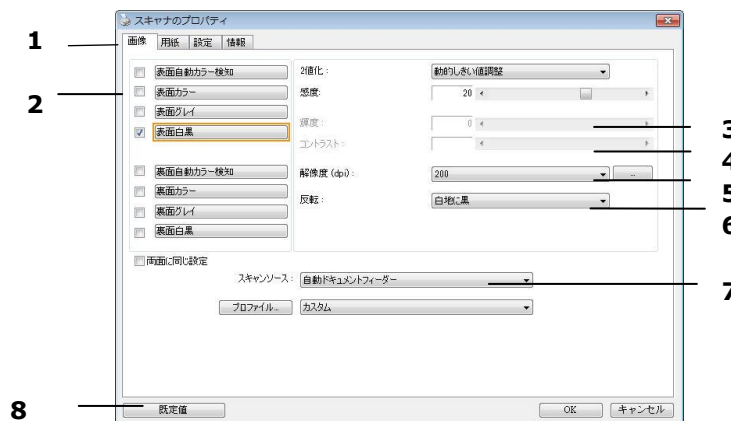 スキャナのプロパティ
1
画像 用紙 設定 情報
2
表面自動カラー検知
表面カラー
表面グレイ
表面白黒
裏面自動カラー検知
裏面カラー
裏面グレイ
裏面白黒
2値化：
動的しきい値調整
感度:
20
輝度：
0
3
コントラスト：
4
解像度 (dpi)：
200
..
5
反転：
白地に黒
6
両面に同じ設定
スキャンソース：
自動ドキュメントフィーダー
7
プロファイル...
カスタム
8
既定値
OK
キャンセル